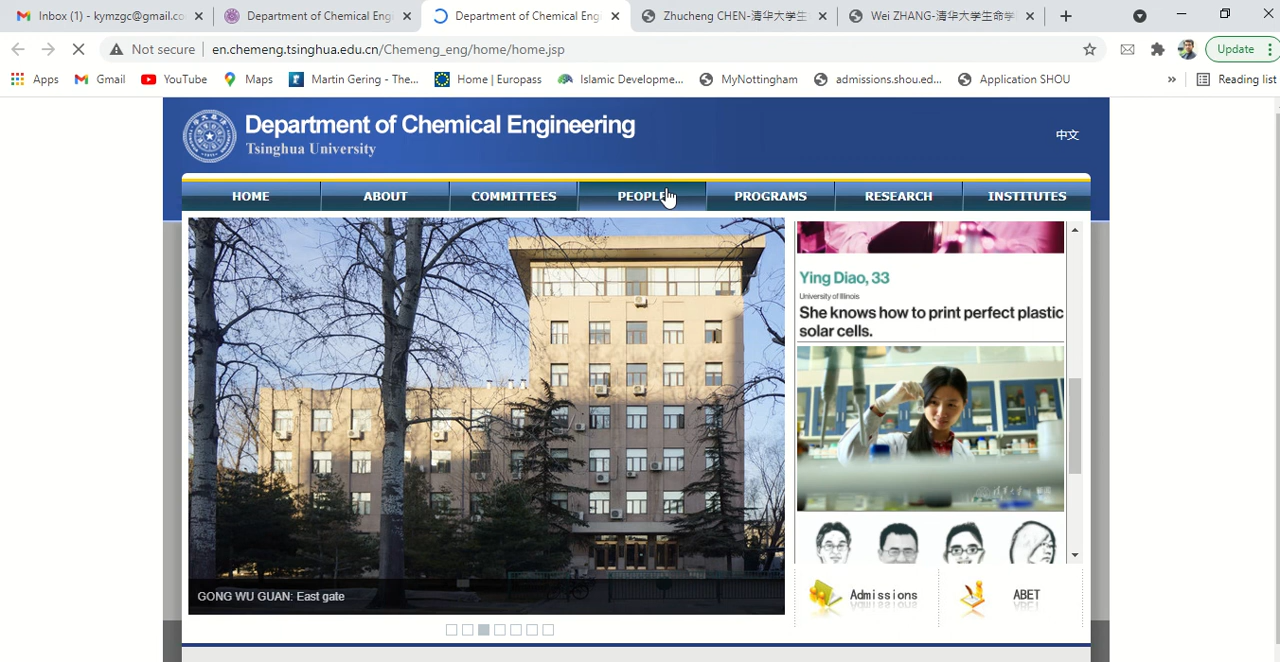 Inbox (1) - kymzgc@gmail.co
Department of Chemical Engi
Department of Chemical Eng
Zhucheng CHEN-清华大学生
Wei ZHANG-清华大学生命学
Not secure
en.chemeng.tsinghua.edu.cn/Chemeng_eng/home/home.jsp
Update
Apps
Gmail
YouTube
Maps
Martin Gering - The...
Home | Europass
Islamic Developme...
MyNottingham
admissions.shou.ed...
Application SHOU
»
Reading list
Department of Chemical Engineering
Tsinghua University
中文
HOME
ABOUT
COMMITTEES
PEOPLE
PROGRAMS
RESEARCH
INSTITUTES
Ying Diao, 33
University of Illinois
She knows how to print perfect plastic
solar cells.
GONG WU GUAN: East gate
Admissions
ABET